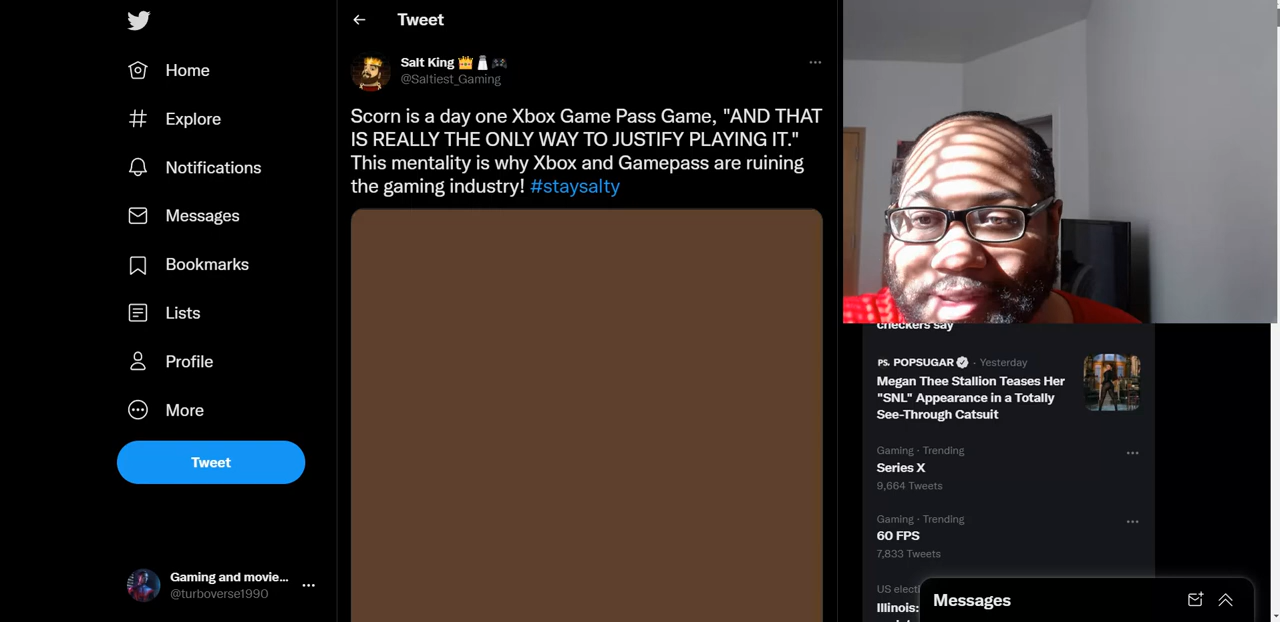 Tweet
Salt King
@Saltiest_Gaming
Scorn is a day one Xbox Game Pass Game, "AND THAT
IS REALLY THE ONLY WAY TO JUSTIFY PLAYING IT."
This mentality is why Xbox and Gamepass are ruining
the gaming industry! #staysalty
Home
Explore
Notifications
Messages
Bookmarks
Lists
Profile
More
Tweet
Gaming and movie...
@turboverse1990
checkers say
PS. POPSUGAR · Yesterday
Megan Thee Stallion Teases Her
"SNL" Appearance in a Totally
See-Through Catsuit
Gaming · Trending
Series X
9,664 Tweets
Gaming · Trending
60 FPS
7,833 Tweets
US electi
Illinois:
Messages